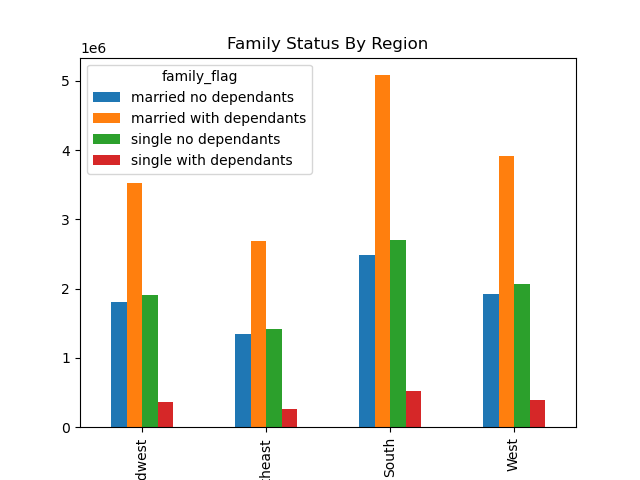 Family Status By Region
1e6
family_flag
married no dependants
married with dependants
single no dependants
single with dependants
5
4
3
2
1
0
dwest
theast
South
West